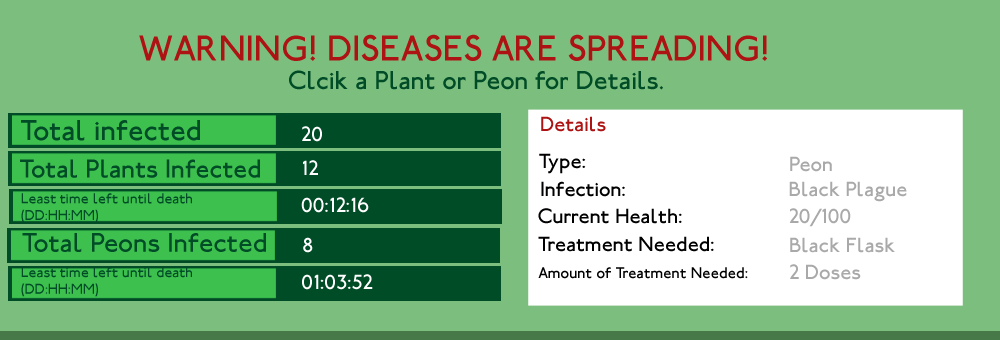 WARNING! DISEASES ARE SPREADING!
Clcik a Plant or Peon for Details.
Total infected 20
Total Plants Infected 12
Least time left until death
(DD:HH:MM) 00:12:16
Total Peons Infected 8
Least time left until death
(DD:HH:MM) 01:03:52
Details
Type: Peon
Infection: Black Plague
Current Health: 20/100
Treatment Needed: Black Flask
Amount of Treatment Needed: 2 Doses